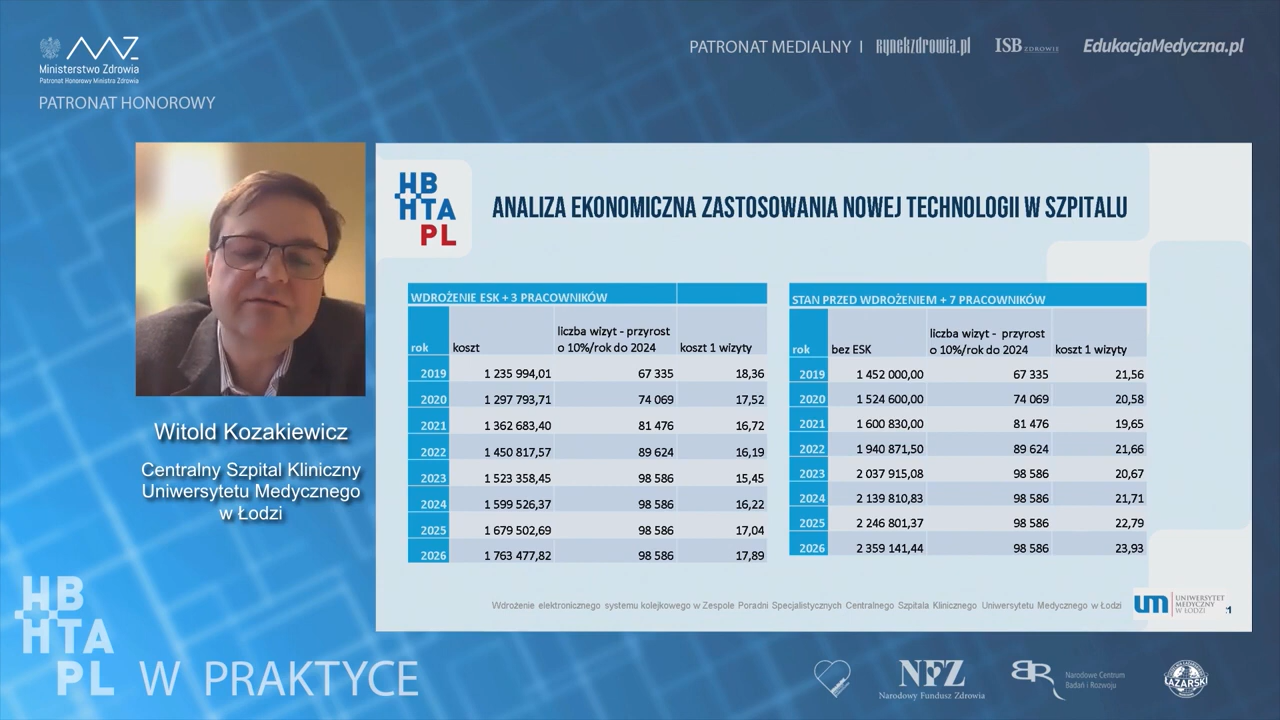 Ministerstwo Zdrowia
Patronat Honorowy Ministra Zdrowia
PATRONAT HONOROWY
PATRONAT MEDIALNY | rynekzdrowia.pl ISB ZDROWIE EdukacjaMedyczna.pl
HB
HTA
PL
ANALIZA EKONOMICZNA ZASTOSOWANIA NOWEJ TECHNOLOGII W SZPITALU
WDROŻENIE ESK + 3 PRACOWNIKÓW
rok koszt liczba wizyt - przyrost o 10%/rok do 2024 koszt 1 wizyty
2019 1 235 994,01 67 335 18,36
2020 1 297 793,71 74 069 17,52
2021 1 362 683,40 81 476 16,72
2022 1 450 817,57 89 624 16,19
2023 1 523 358,45 98 586 15,45
2024 1 599 526,37 98 586 16,22
2025 1 679 502,69 98 586 17,04
2026 1 763 477,82 98 586 17,89
STAN PRZED WDROŻENIEM + 7 PRACOWNIKÓW
rok bez ESK liczba wizyt - przyrost o 10%/rok do 2024 koszt 1 wizyty
2019 1 452 000,00 67 335 21,56
2020 1 524 600,00 74 069 20,58
2021 1 600 830,00 81 476 19,65
2022 1 940 871,50 89 624 21,66
2023 2 037 915,08 98 586 20,67
2024 2 139 810,83 98 586 21,71
2025 2 246 801,37 98 586 22,79
2026 2 359 141,44 98 586 23,93
Wdrożenie elektronicznego systemu kolejkowego w Zespole Poradni Specjalistycznych Centralnego Szpitala Klinicznego Uniwersytetu Medycznego w Łodzi
um UNIWERSYTET
MEDYCZNY
W ŁODZI
Witold Kozakiewicz
Centralny Szpital Kliniczny
Uniwersytetu Medycznego
w Łodzi
HB
HTA
PL W PRAKTYCE
NFZ
Narodowy Fundusz Zdrowia
BR
Narodowe Centrum
Badań i Rozwoju
ŁAZARSKI